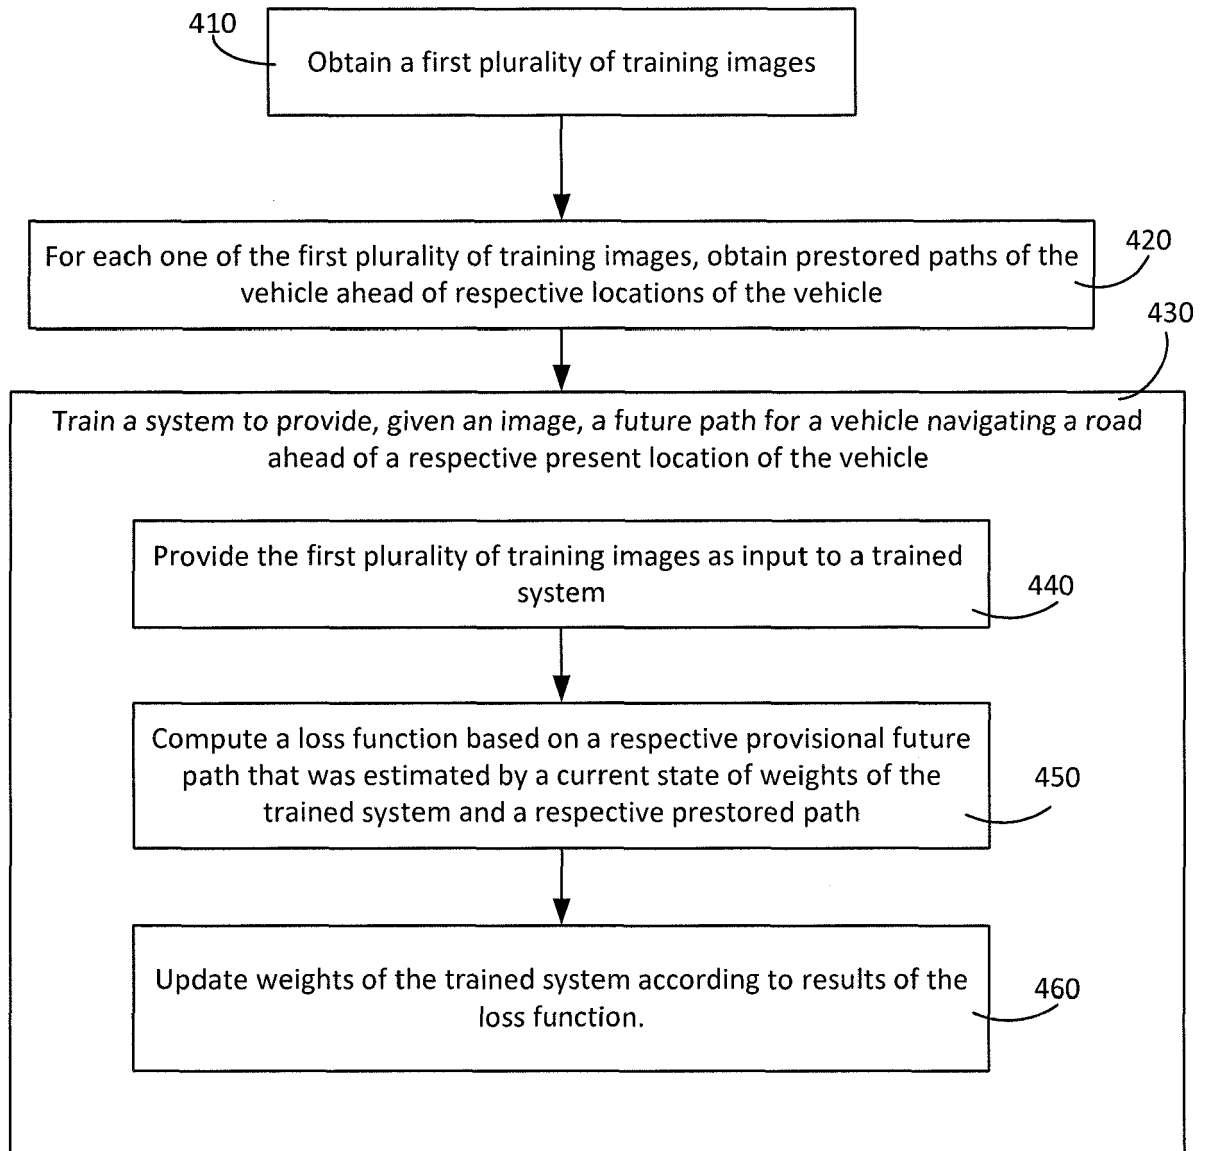 410
Obtain a first plurality of training images
For each one of the first plurality of training images, obtain prestored paths of the
vehicle ahead of respective locations of the vehicle
420
430
Train a system to provide, given an image, a future path for a vehicle navigating a road
ahead of a respective present location of the vehicle
Provide the first plurality of training images as input to a trained
system
440
Compute a loss function based on a respective provisional future
path that was estimated by a current state of weights of the
trained system and a respective prestored path
450
Update weights of the trained system according to results of the
loss function.
460